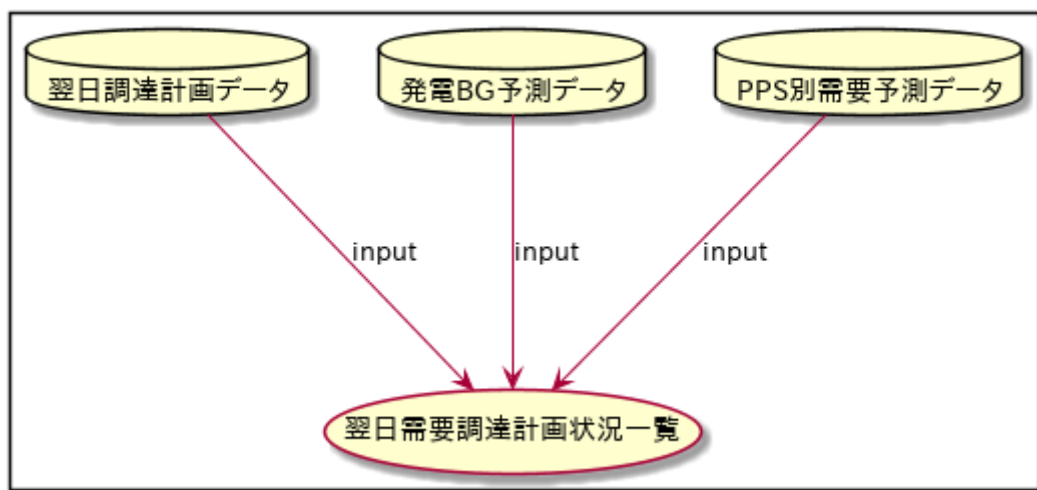 翌日調達計画データ
発電BG予測データ
PPS別需要予測データ
input
input
input
翌日需要調達計画状況一覧